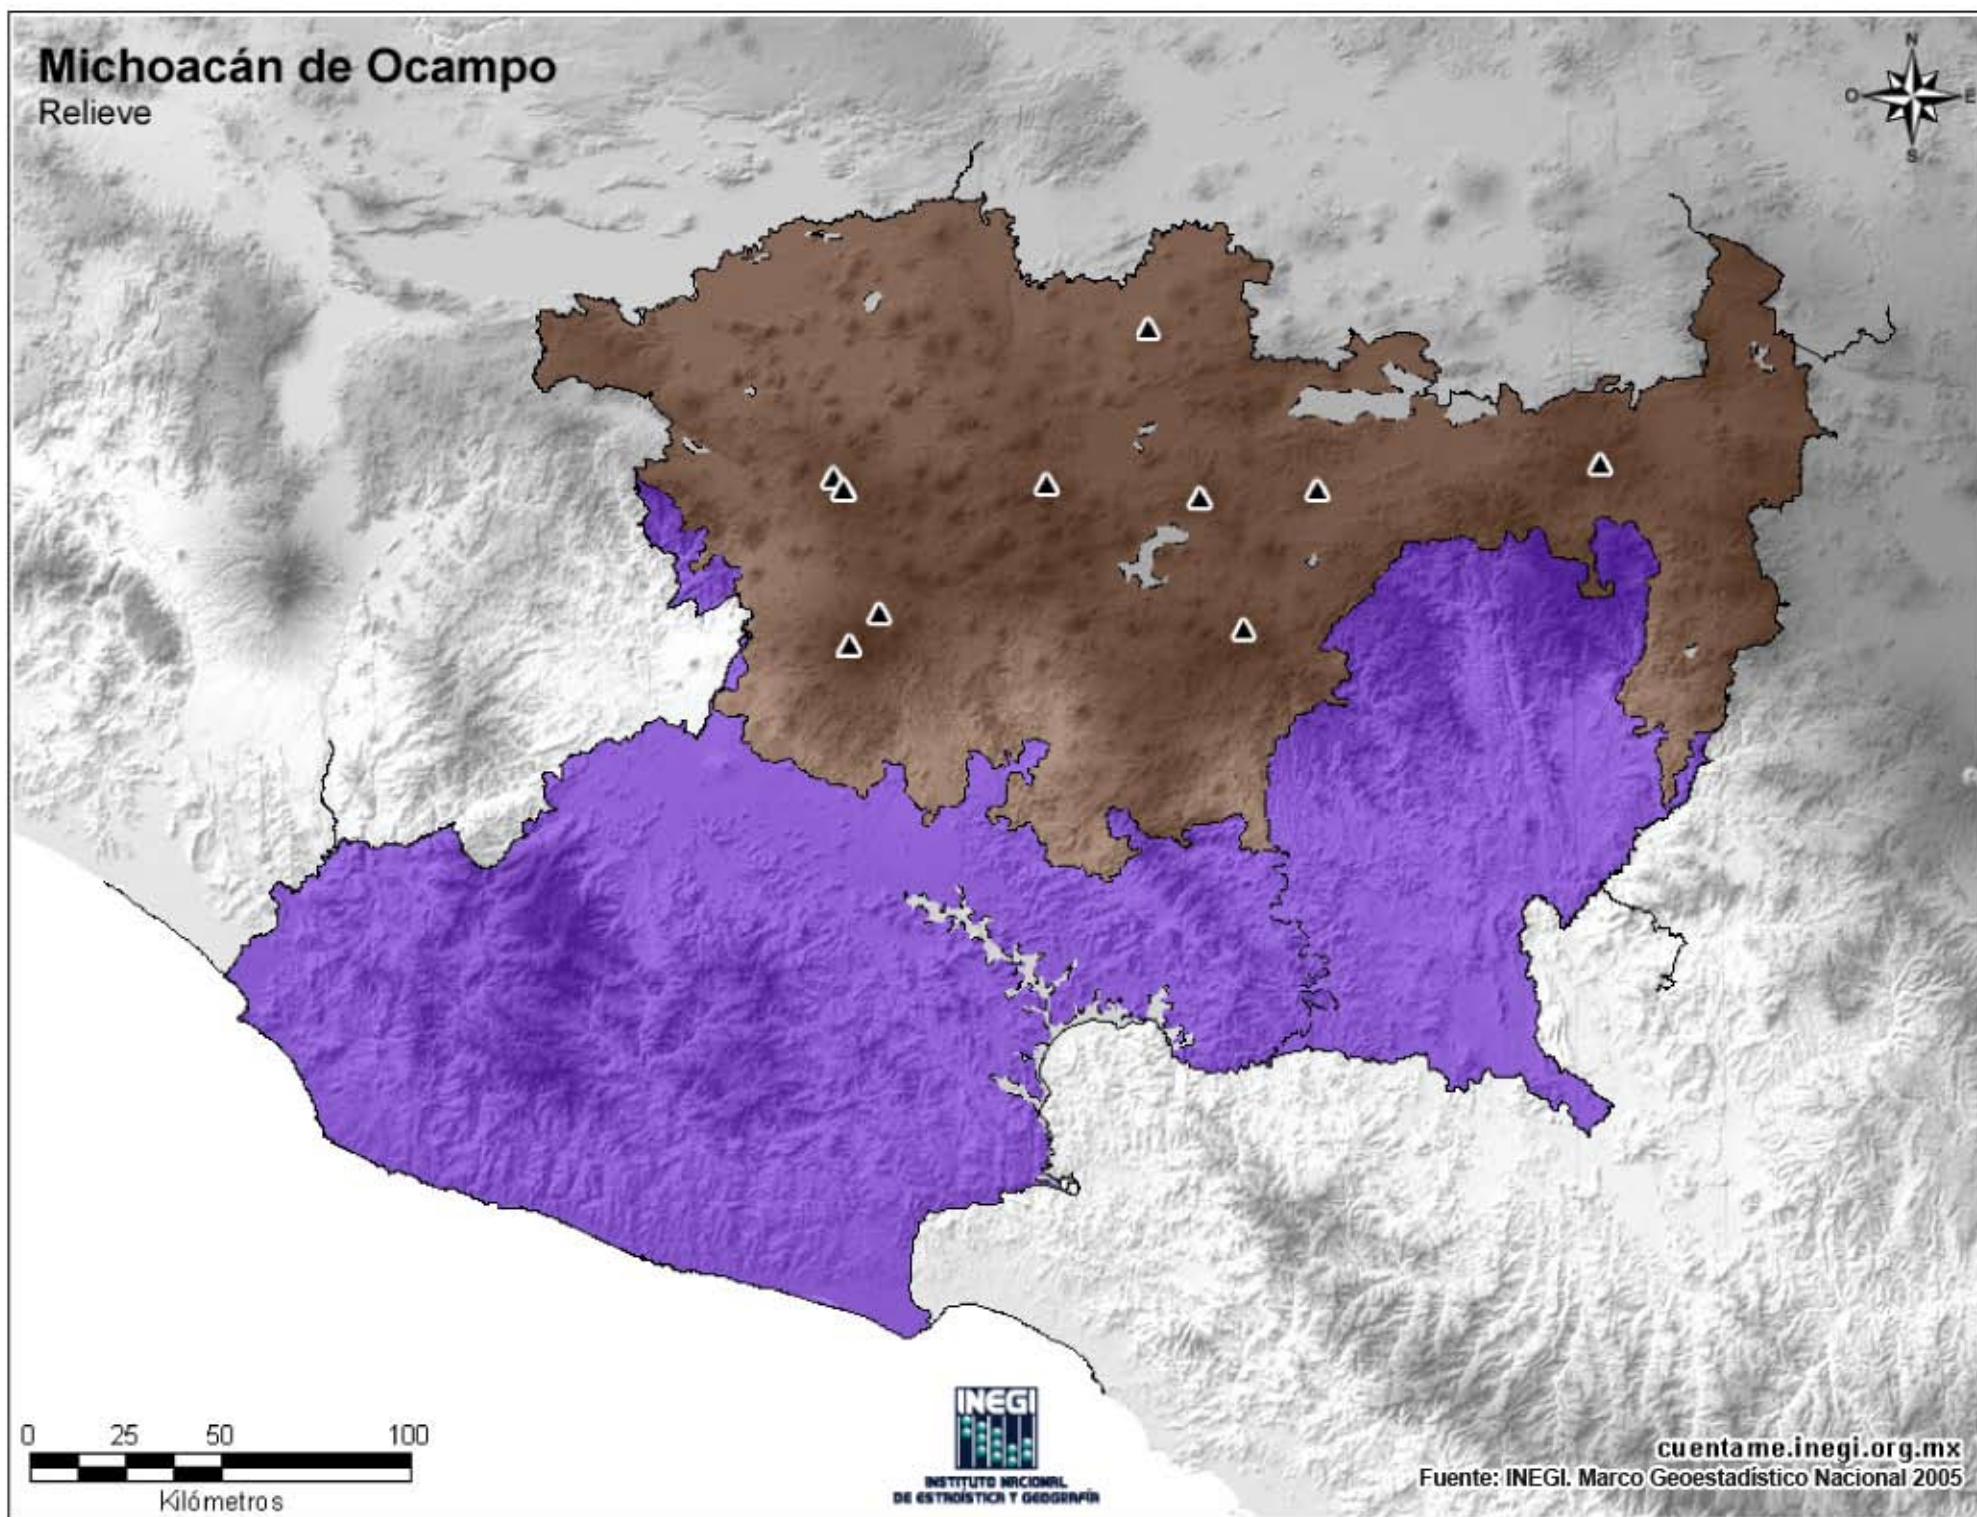 Michoacán de Ocampo
Relieve
N
O
E
S
0 25 50 100
Kilómetros
INEGI
INSTITUTO NACIONAL
DE ESTADÍSTICA Y GEOGRAFÍA
cuentame.inegi.org.mx
Fuente: INEGI. Marco Geoestadístico Nacional 2005